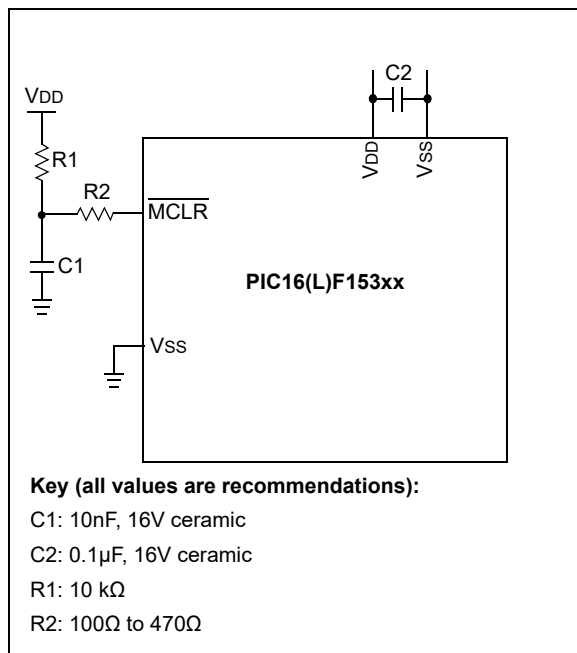 C2
VDD
R1
VDD
VSS
R2
MCLR
C1
PIC16(L)F153xx
VSS
Key (all values are recommendations):
C1: 10nF, 16V ceramic
C2: 0.1µF, 16V ceramic
R1: 10 kΩ
R2: 100Ω to 470Ω